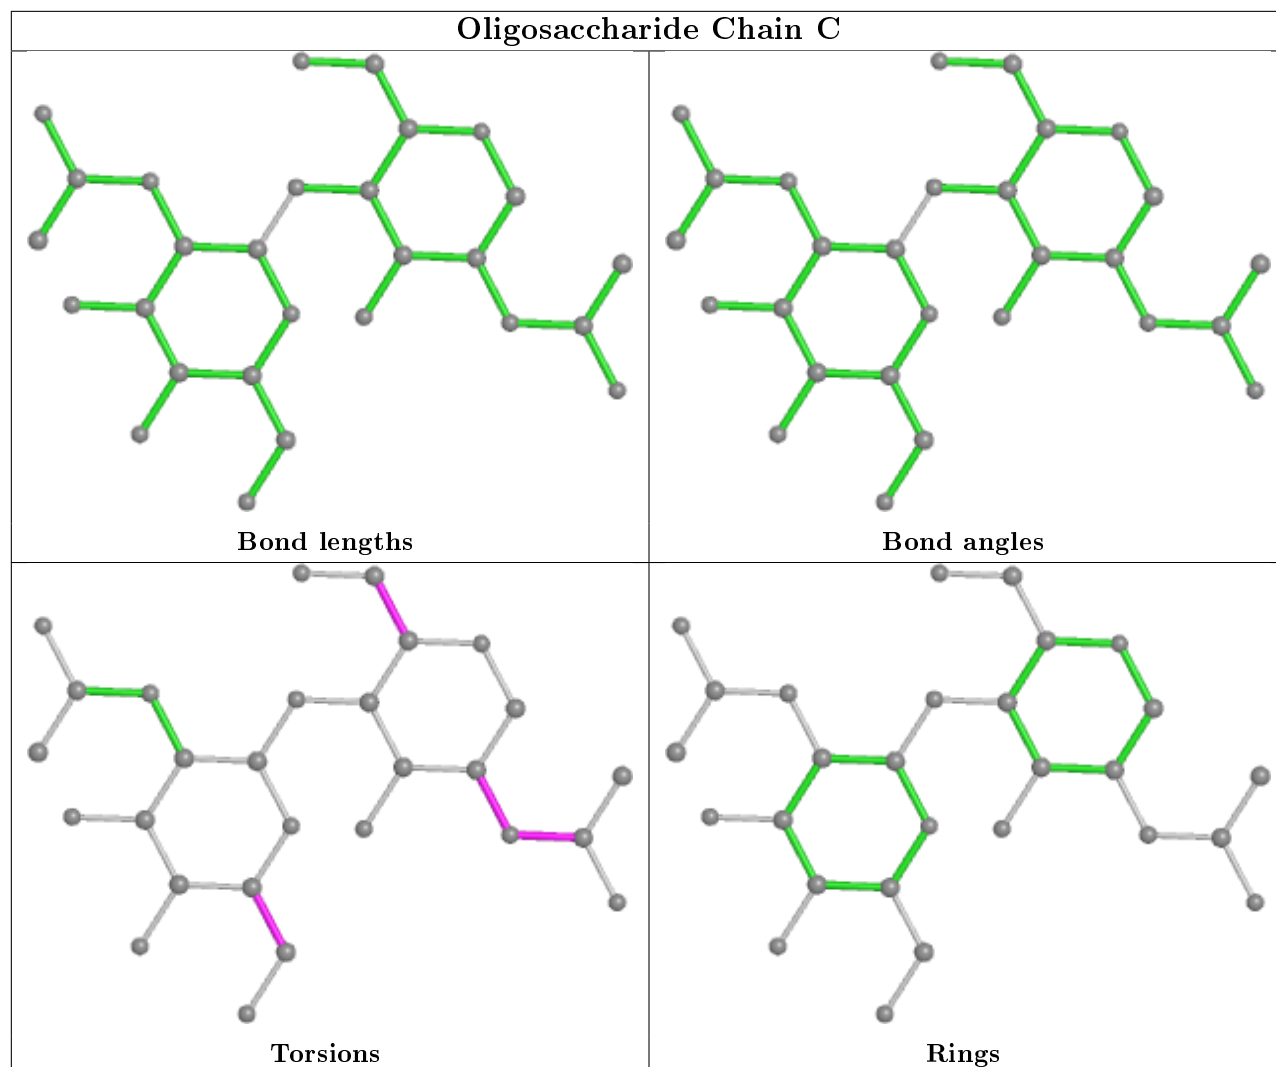 Oligosaccharide Chain C
Bond lengths
Bond angles
Torsions
Rings